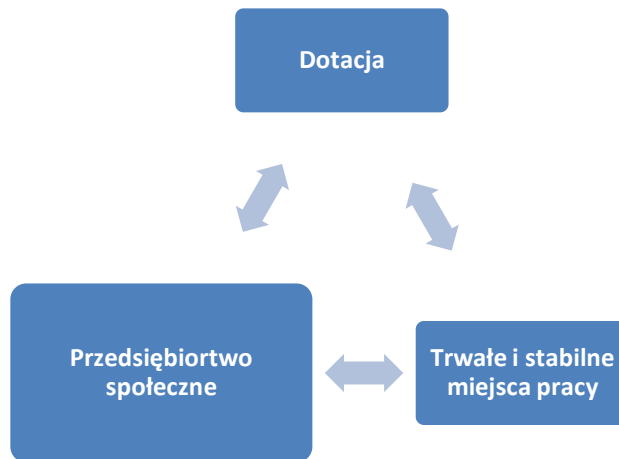 Dotacja
Przedsiębiortwo
społeczne
Trwałe i stabilne
miejsca pracy